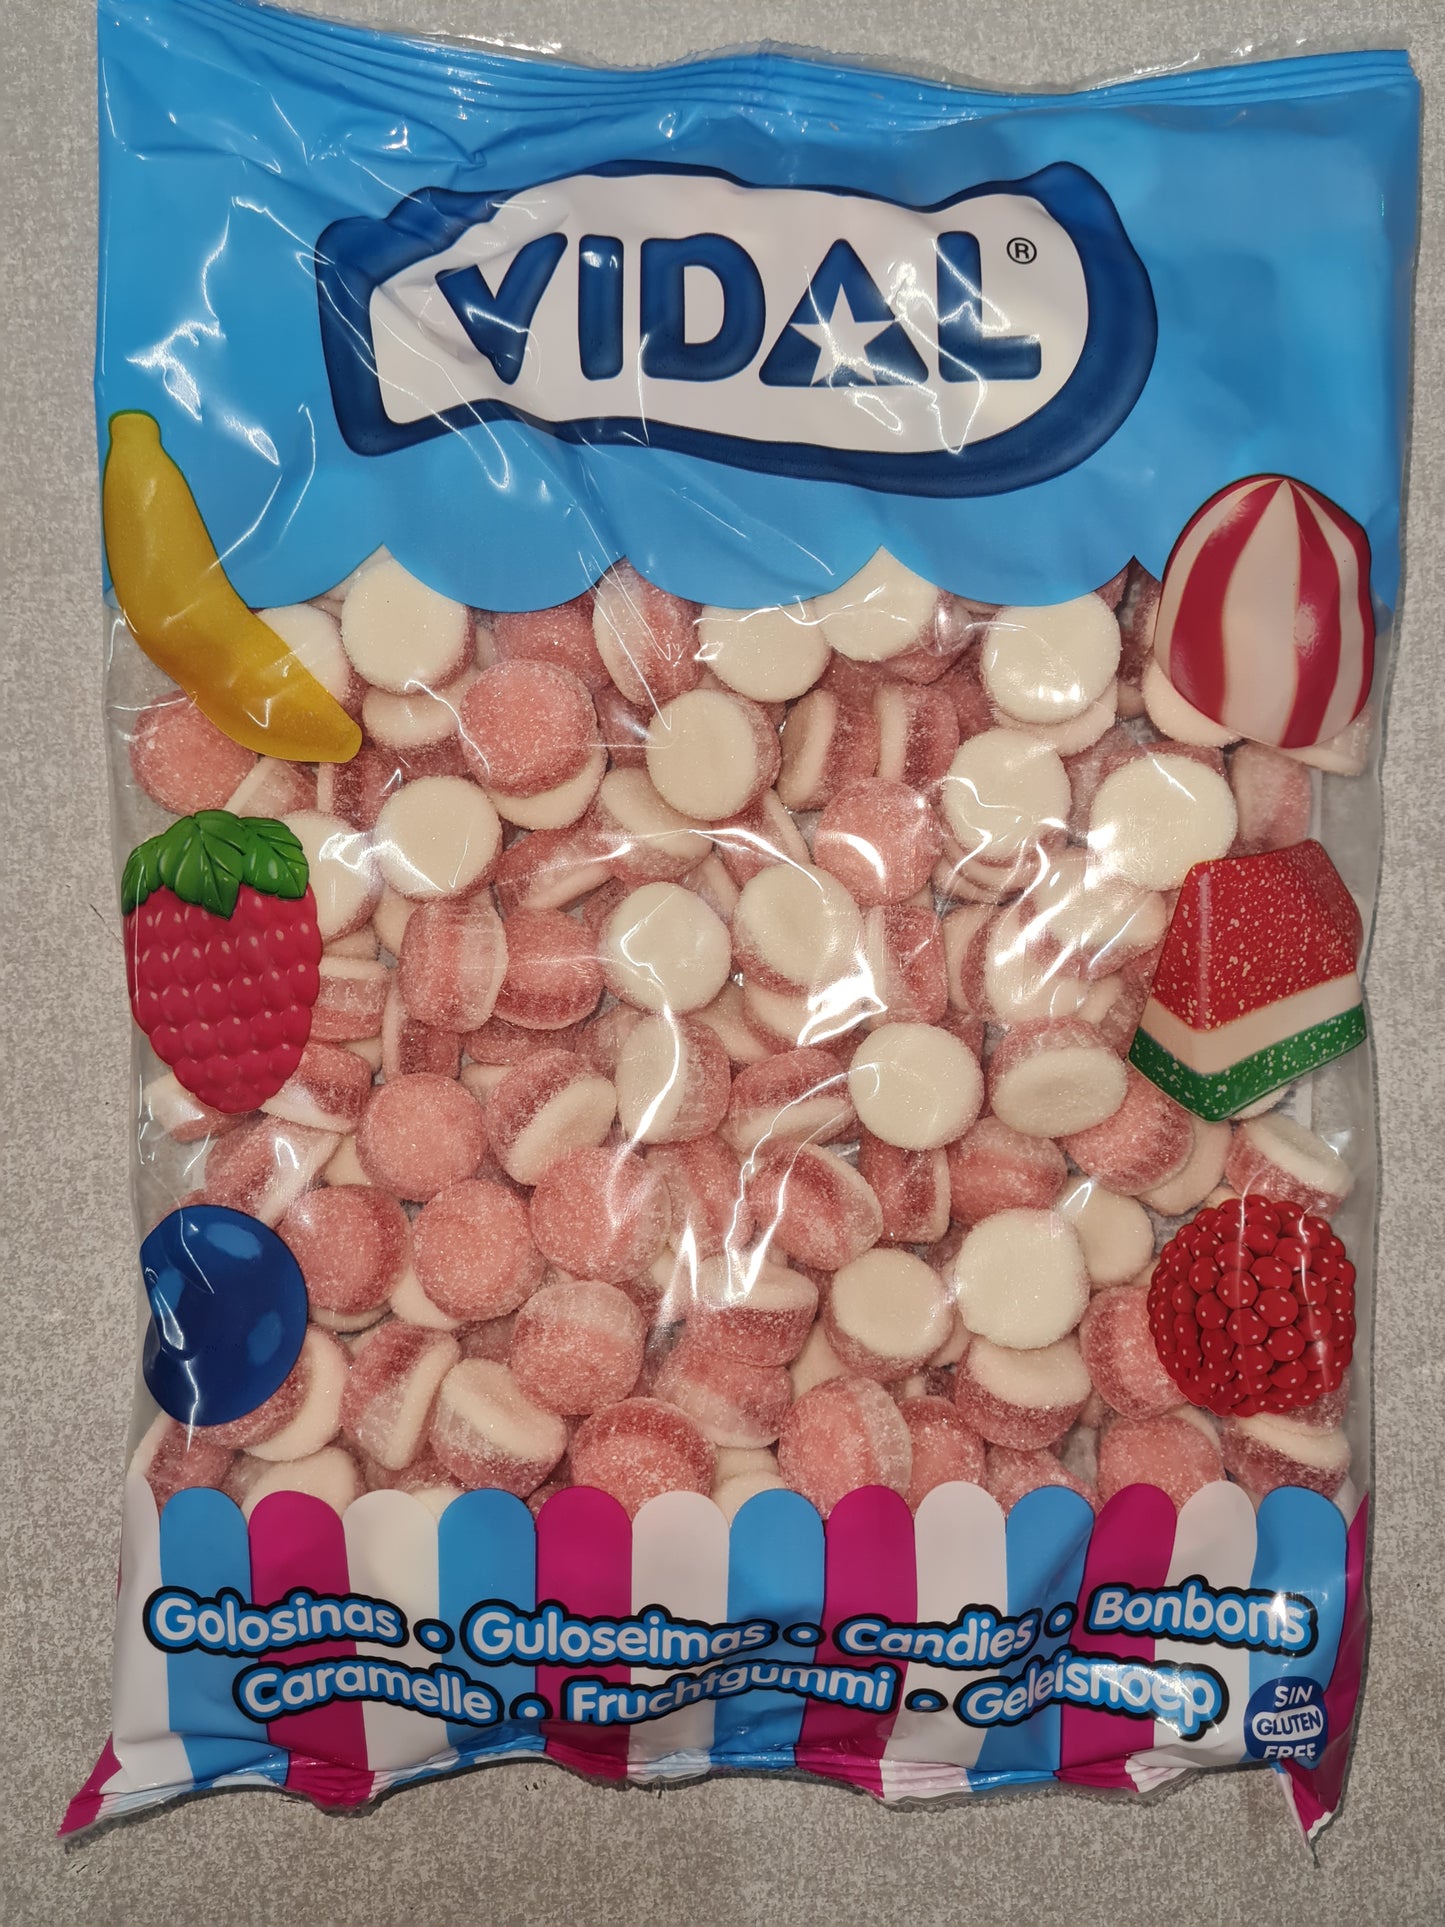 VIDAL®
Golosinas • Guloseimas • Candies • Bonbons
Caramelle • Fruchtgummi • Geleisnoep
SIN
GLUTEN
FREE